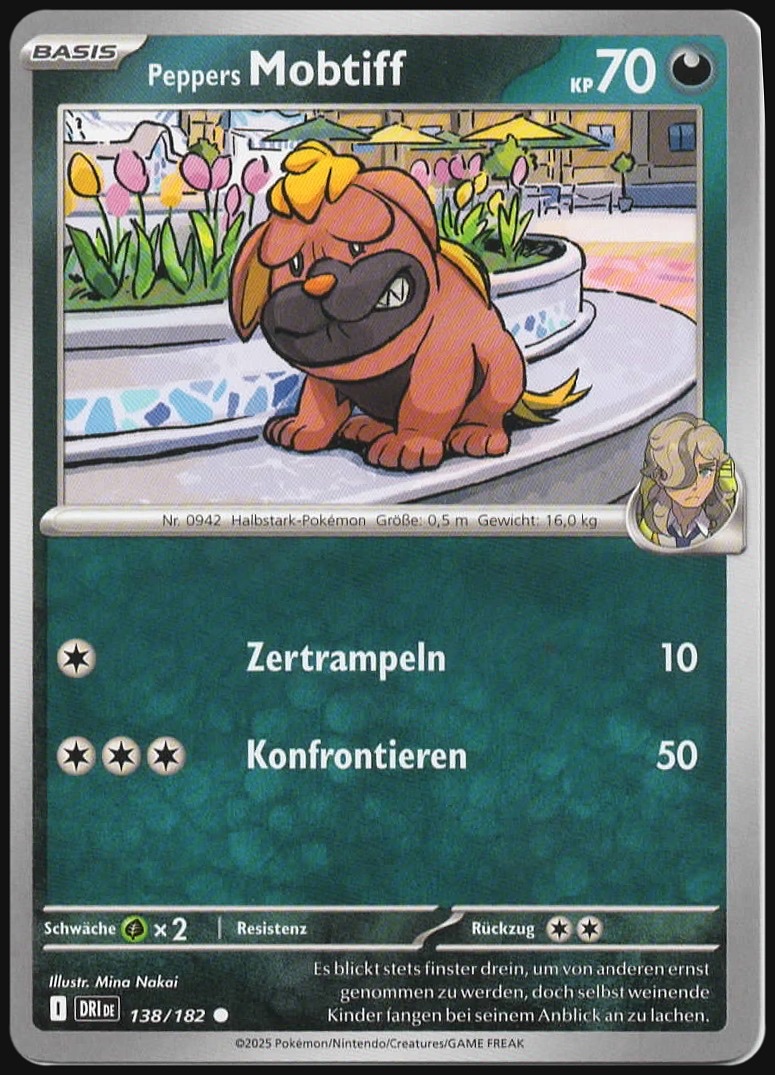 BASIS
Peppers Mobtiff
KP 70
Nr. 0942 Halbstark-Pokémon Größe: 0,5 m Gewicht: 16,0 kg
Zertrampeln 10
Konfrontieren 50
Schwäche ×2 Resistenz Rückzug
Illustr. Mina Nakai
Es blickt stets finster drein, um von anderen ernst
genommen zu werden, doch selbst weinende
Kinder fangen bei seinem Anblick an zu lachen.
I DRI DE 138/182
©2025 Pokémon/Nintendo/Creatures/GAME FREAK